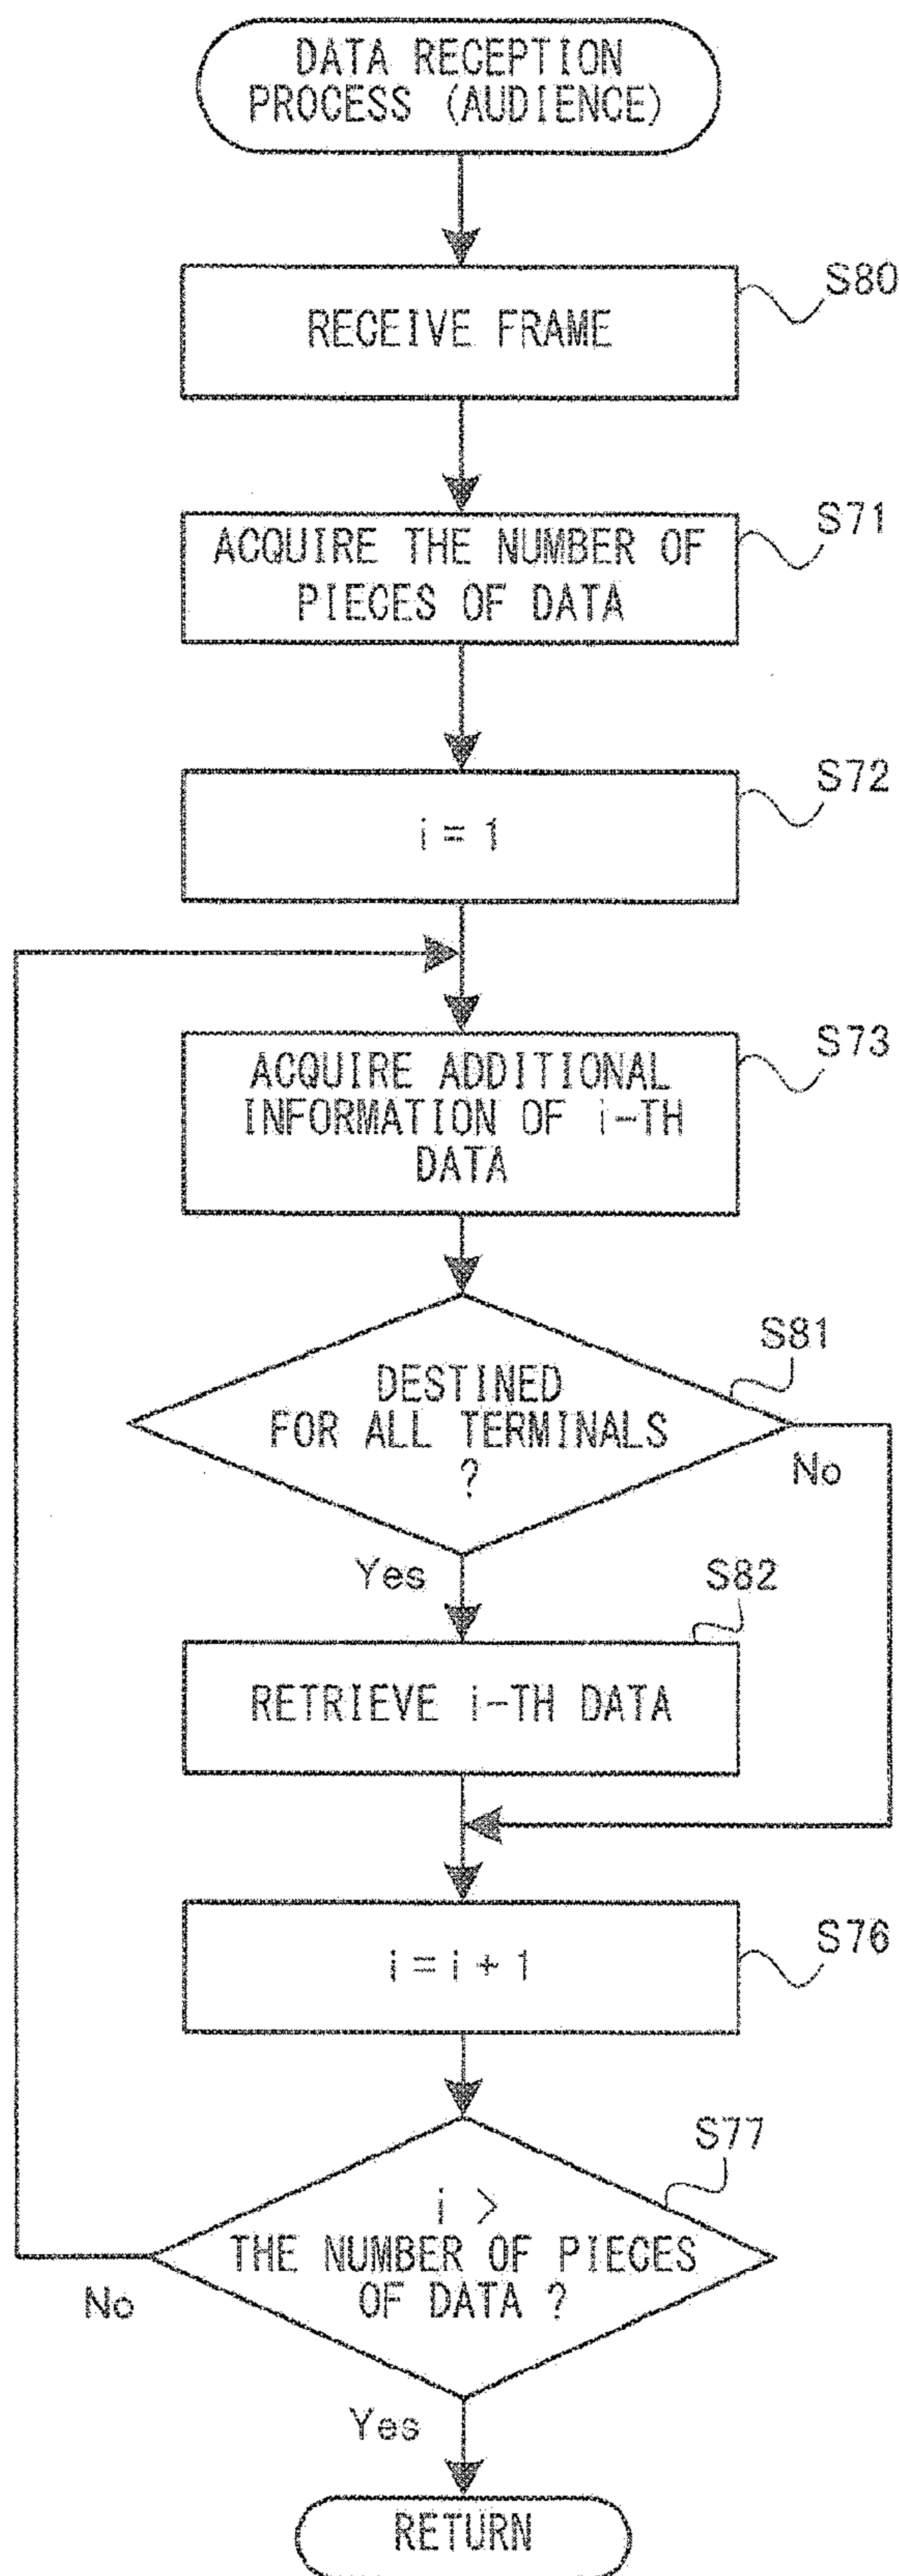 DATA RECEPTION
PROCESS (AUDIENCE)
S80
RECEIVE FRAME
S71
ACQUIRE THE NUMBER OF
PIECES OF DATA
S72
i = 1
S73
ACQUIRE ADDITIONAL
INFORMATION OF i-TH
DATA
S81
DESTINED
FOR ALL TERMINALS
?
No
Yes
S82
RETRIEVE i-TH DATA
S76
i = i + 1
S77
i >
THE NUMBER OF PIECES
OF DATA ?
No
Yes
RETURN